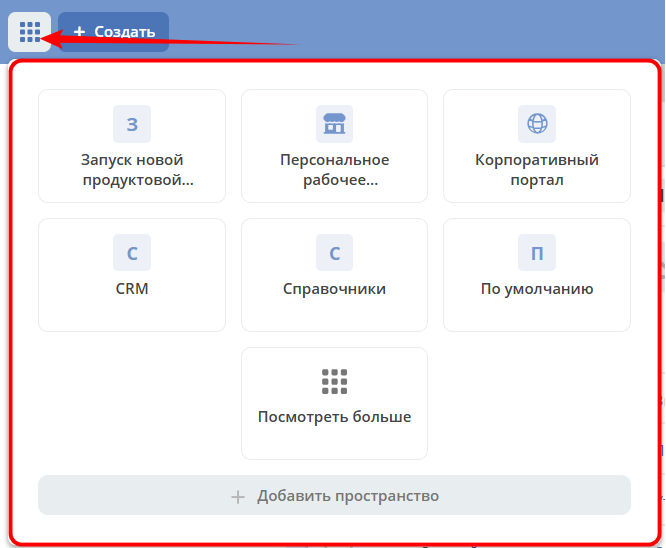 + Создать
З
Запуск новой
продуктовой...
Персональное
рабочее...
Корпоративный
портал
С
CRM
С
Справочники
П
По умолчанию
Посмотреть больше
+ Добавить пространство